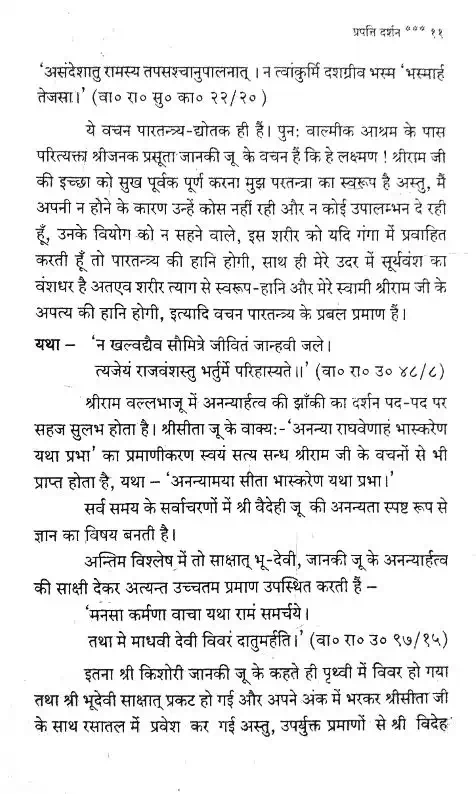 प्रपत्ति दर्शन *** ११
‘असंदेशातु रामस्य तपसश्चानुपालनात् । न त्वांकुर्मि दशग्रीव भस्म ‘भस्मार्ह
तेजसा।’ (वा० रा० सु० का० २२/२०)
ये वचन पारतन्त्र्य-द्योतक ही हैं। पुनः वाल्मीक आश्रम के पास
परित्यक्ता श्रीजनक प्रसूता जानकी जू के वचन हैं कि हे लक्ष्मण ! श्रीराम जी
की इच्छा को सुख पूर्वक पूर्ण करना मुझ परतन्त्रा का स्वरूप है अस्तु, मैं
अपनी न होने के कारण उन्हें कोस नहीं रही और न कोई उपालम्भन दे रही
हूँ, उनके वियोग को न सहने वाले, इस शरीर को यदि गंगा में प्रवाहित
करती हूँ तो पारतन्त्र्य की हानि होगी, साथ ही मेरे उदर में सूर्यवंश का
वंशधर है अतएव शरीर त्याग से स्वरूप-हानि और मेरे स्वामी श्रीराम जी के
अपत्य की हानि होगी, इत्यादि वचन पारतन्त्र्य के प्रबल प्रमाण हैं।
यथा – ‘न खल्वद्यैव सौमित्रे जीवितं जान्हवी जले।
त्यजेयं राजवंशस्तु भर्तुर्मे परिहास्यते॥’ (वा० रा० उ० ४८/८)
श्रीराम वल्लभाजू में अनन्यार्हत्व की झाँकी का दर्शन पद-पद पर
सहज सुलभ होता है। श्रीसीता जू के वाक्य:-‘अनन्या राघवेणाहं भास्करेण
यथा प्रभा’ का प्रमाणीकरण स्वयं सत्य सन्ध श्रीराम जी के वचनों से भी
प्राप्त होता है, यथा – ‘अनन्यामया सीता भास्करेण यथा प्रभा।’
सर्व समय के सर्वाचरणों में श्री वैदेही जू की अनन्यता स्पष्ट रूप से
ज्ञान का विषय बनती है।
अन्तिम विश्लेष में तो साक्षात् भू-देवी, जानकी जू के अनन्यार्हत्व
की साक्षी देकर अत्यन्त उच्चतम प्रमाण उपस्थित करती है –
‘मनसा कर्मणा वाचा यथा रामं समर्चये।
तथा मे माधवी देवी विवरं दातुमर्हति।’ (वा० रा० उ० ९७/१५)
इतना श्री किशोरी जानकी जू के कहते ही पृथ्वी में विवर हो गया
तथा श्री भूदेवी साक्षात् प्रकट हो गई और अपने अंक में भरकर श्रीसीता जी
के साथ रसातल में प्रवेश कर गई अस्तु, उपर्युक्त प्रमाणों से श्री विदेह